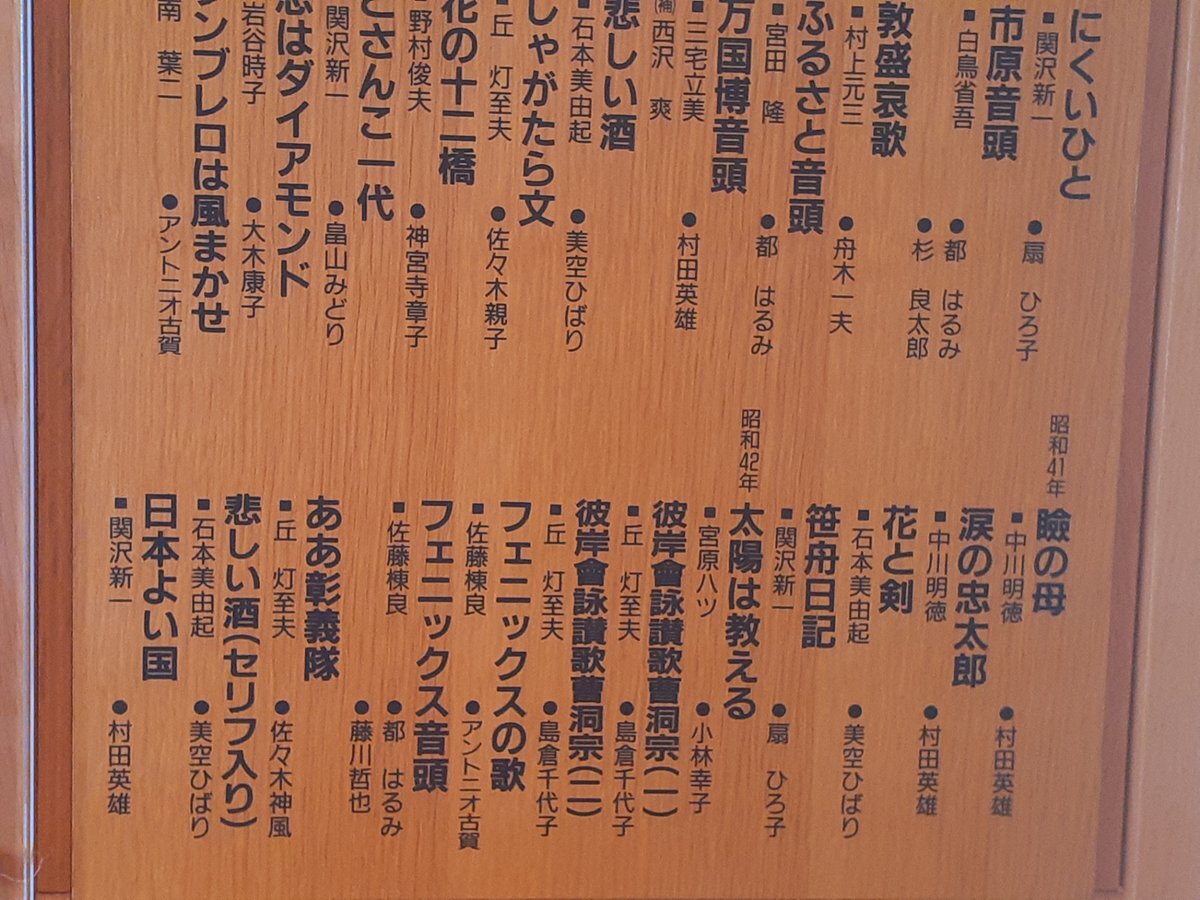 にくいひと
■関沢新一
●扇 ひろ子
市原音頭
■白鳥省吾
●都 はるみ
●杉 良太郎
敦盛哀歌
■村上元三
●舟木一夫
ふるさと音頭
■宮田 隆
●都 はるみ
万国博音頭
■三宅立美
㈲西沢 爽
●村田英雄
悲しい酒
■石本美由起
●美空ひばり
しゃがたら文
■丘 灯至夫
●佐々木親子
花の十二橋
■野村俊夫
●神宮寺章子
どさんこ一代
■関沢新一
●畠山みどり
恋はダイアモンド
■岩谷時子
●大木康子
ソンブレロは風まかせ
■南 葉二
●アントニオ古賀
昭和41年
瞼の母
■中川明徳
●村田英雄
涙の忠太郎
■中川明徳
●村田英雄
花と剣
■石本美由起
●美空ひばり
笹舟日記
■関沢新一
●扇 ひろ子
昭和42年
太陽は教える
■宮原ハツ
●小林幸子
彼岸會詠讃歌曹洞宗(一)
■丘 灯至夫
●島倉千代子
彼岸會詠讃歌曹洞宗(二)
■丘 灯至夫
●島倉千代子
フェニックスの歌
■佐藤棟良
●アントニオ古賀
フェニックス音頭
■佐藤棟良
●都 はるみ
●藤川哲也
ああ彰義隊
■丘 灯至夫
●佐々木神風
悲しい酒(セリフ入り)
■石本美由起
●美空ひばり
日本よい国
■関沢新一
●村田英雄